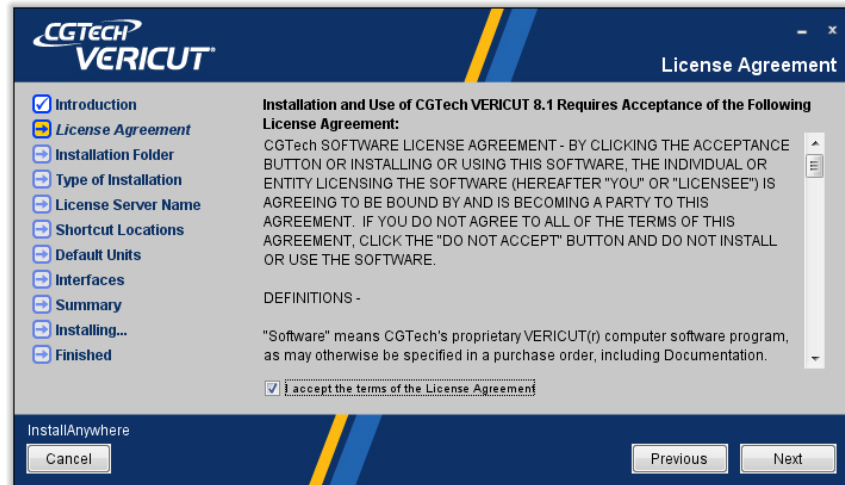 CGTECH
VERICUT
License Agreement
Introduction
License Agreement
Installation Folder
Type of Installation
License Server Name
Shortcut Locations
Default Units
Interfaces
Summary
Installing...
Finished
Installation and Use of CGTech VERICUT 8.1 Requires Acceptance of the Following
License Agreement:
CGTech SOFTWARE LICENSE AGREEMENT - BY CLICKING THE ACCEPTANCE
BUTTON OR INSTALLING OR USING THIS SOFTWARE, THE INDIVIDUAL OR
ENTITY LICENSING THE SOFTWARE (HEREAFTER "YOU" OR "LICENSEE") IS
AGREEING TO BE BOUND BY AND IS BECOMING A PARTY TO THIS
AGREEMENT. IF YOU DO NOT AGREE TO ALL OF THE TERMS OF THIS
AGREEMENT, CLICK THE "DO NOT ACCEPT" BUTTON AND DO NOT INSTALL
OR USE THE SOFTWARE.
DEFINITIONS -
"Software" means CGTech's proprietary VERICUT(r) computer software program,
as may otherwise be specified in a purchase order, including Documentation.
I accept the terms of the License Agreement
InstallAnywhere
Cancel
Previous
Next